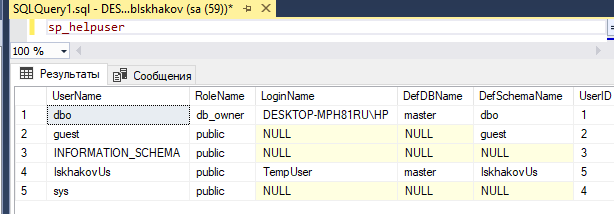 SQLQuery1.sql - DES...blskhakov (sa (59))*
sp_helpuser
100 %
Результаты Сообщения
UserName RoleName LoginName DefDBName DefSchemaName UserID
1 dbo db_owner DESKTOP-MPH81RU\HP master dbo 1
2 guest public NULL NULL guest 2
3 INFORMATION_SCHEMA public NULL NULL NULL 3
4 IskhakovUs public TempUser master IskhakovUs 5
5 sys public NULL NULL NULL 4